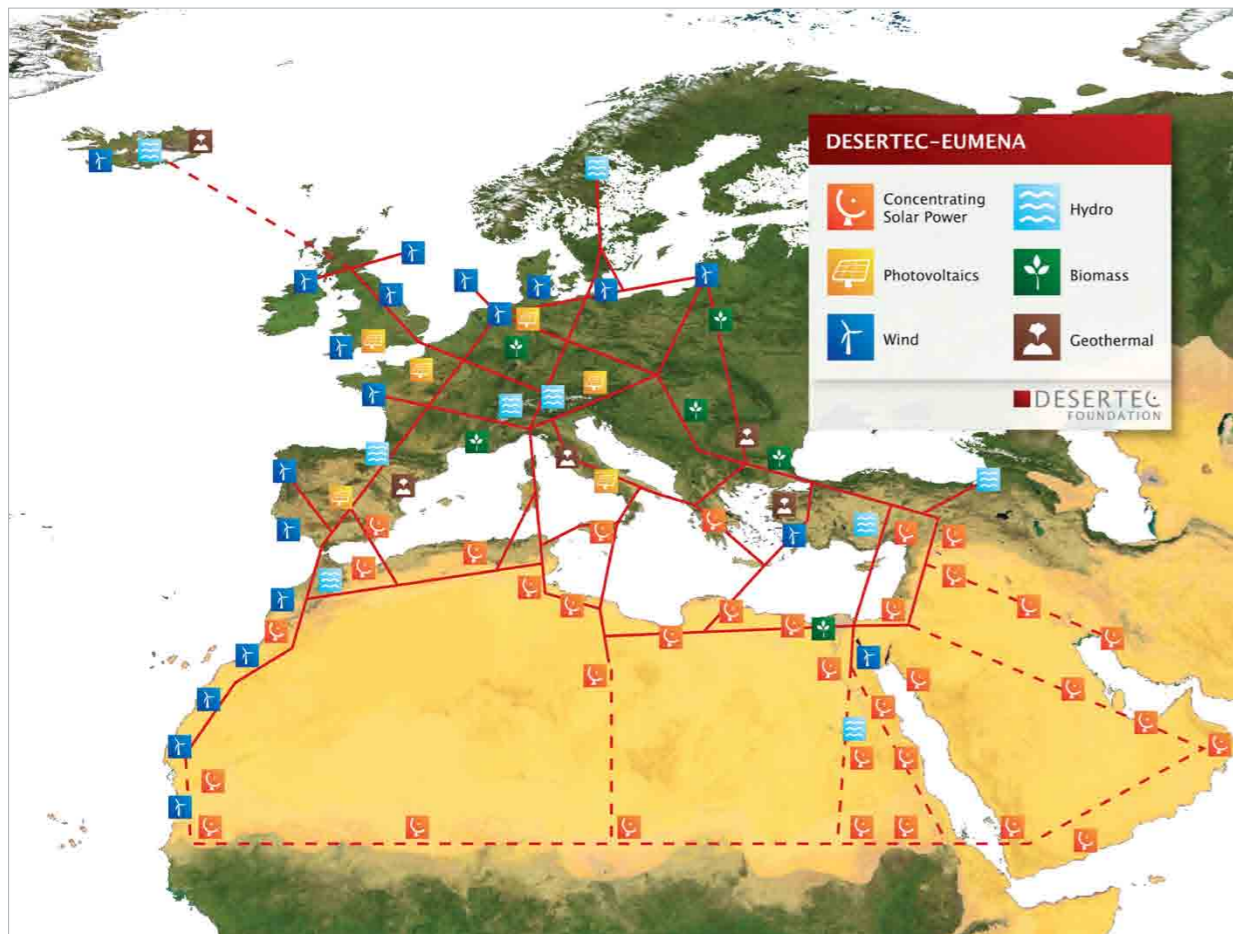 DESERTEC-EUMENA
Concentrating
Solar Power
Hydro
Photovoltaics
Biomass
Wind
Geothermal
DESERTEC
FOUNDATION